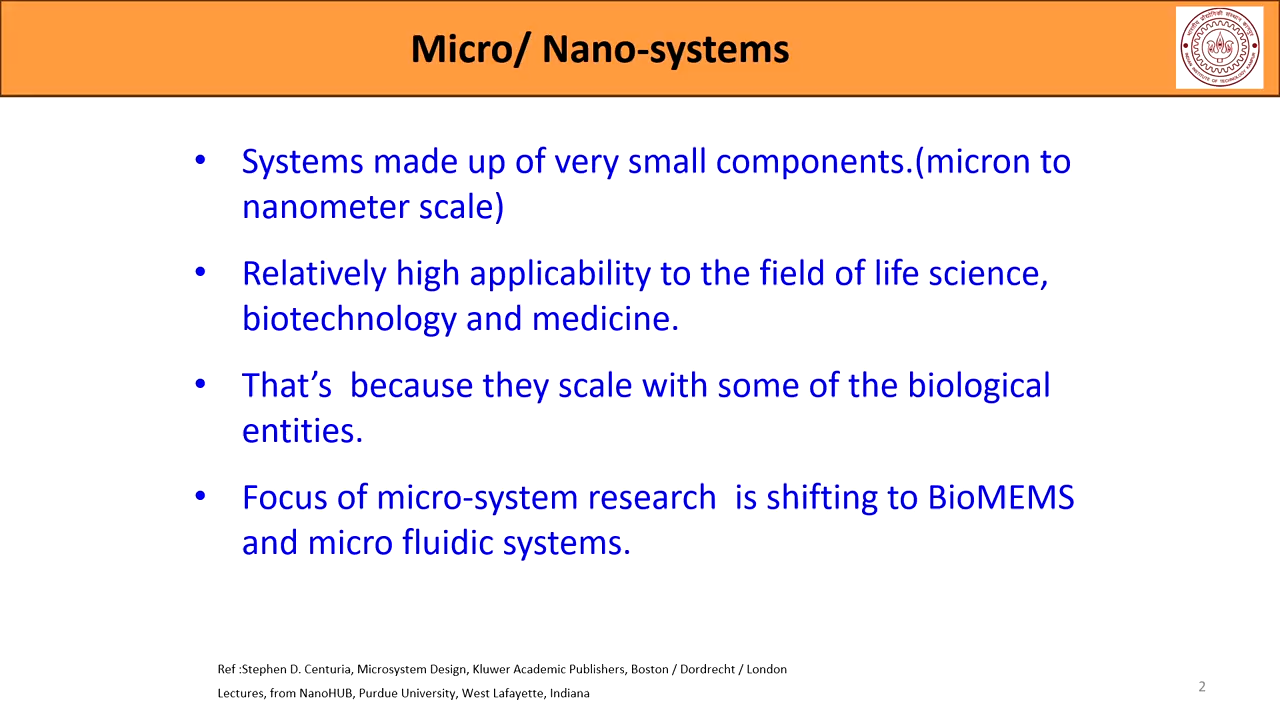 Micro/ Nano-systems
• Systems made up of very small components.(micron to
nanometer scale)
• Relatively high applicability to the field of life science,
biotechnology and medicine.
• That’s  because they scale with some of the biological
entities.
• Focus of micro-system research  is shifting to BioMEMS
and micro fluidic systems.
Ref :Stephen D. Centuria, Microsystem Design, Kluwer Academic Publishers, Boston / Dordrecht / London
Lectures, from NanoHUB, Purdue University, West Lafayette, Indiana
2